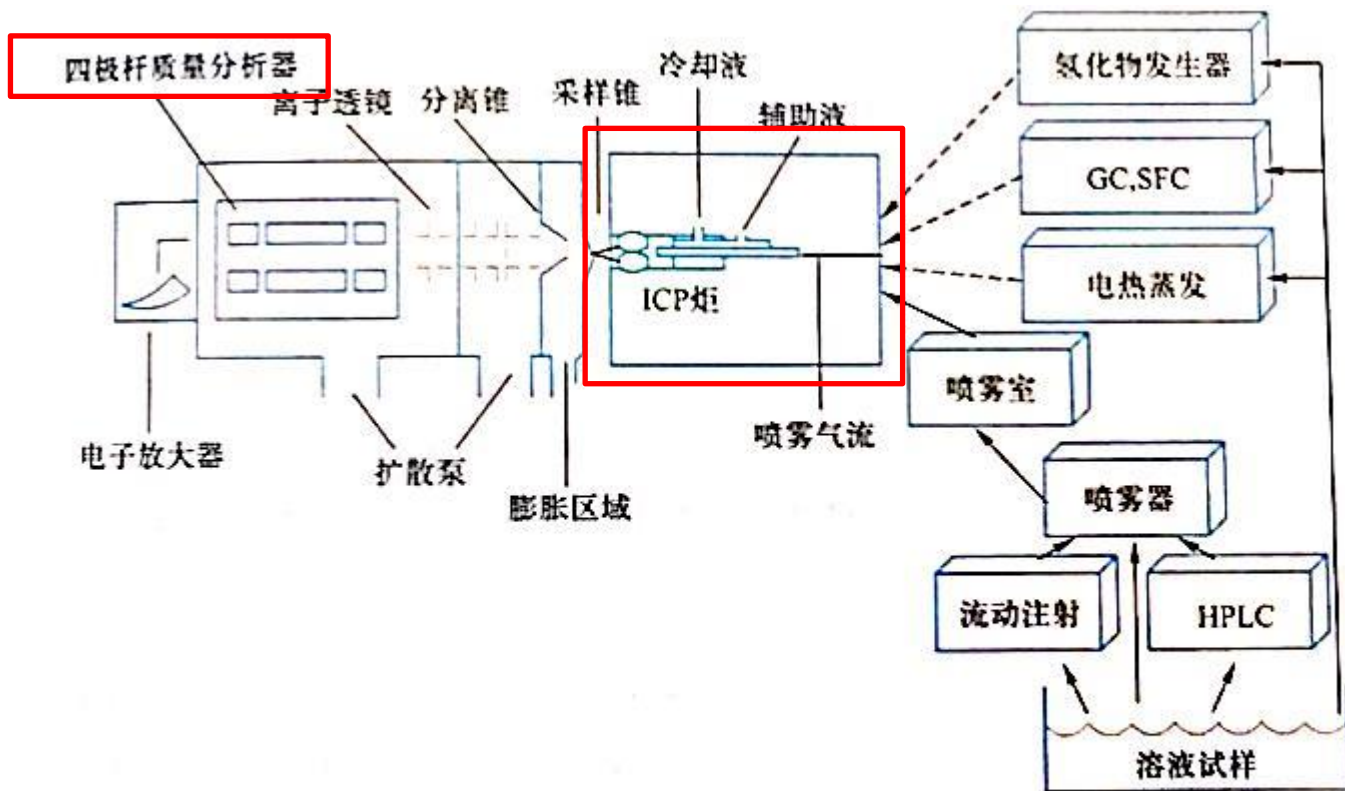 四极杆质量分析器
离子透镜
分离锥
采样锥
冷却液
辅助液
氢化物发生器
GC,SFC
电热蒸发
ICP炬
喷雾室
喷雾气流
电子放大器
扩散泵
膨胀区域
喷雾器
流动注射
HPLC
溶液试样